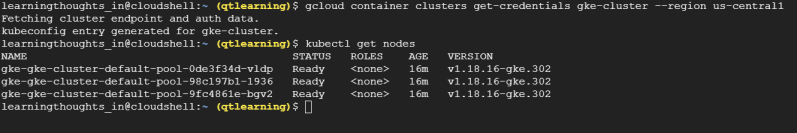 learningthoughts_in@cloudshell:~ (qtlearning)$ gcloud container clusters get-credentials gke-cluster --region us-central1
Fetching cluster endpoint and auth data.
kubeconfig entry generated for gke-cluster.
learningthoughts_in@cloudshell:~ (qtlearning)$ kubectl get nodes
NAME STATUS ROLES AGE VERSION
gke-gke-cluster-default-pool-0de3f34d-vldp Ready <none> 16m v1.18.16-gke.302
gke-gke-cluster-default-pool-98c197b1-1936 Ready <none> 16m v1.18.16-gke.302
gke-gke-cluster-default-pool-9fc4861e-bgv2 Ready <none> 16m v1.18.16-gke.302
learningthoughts_in@cloudshell:~ (qtlearning)$